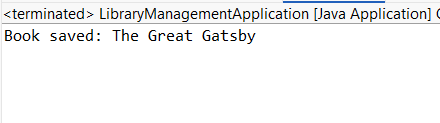 <terminated> LibraryManagementApplication [Java Application]
Book saved: The Great Gatsby